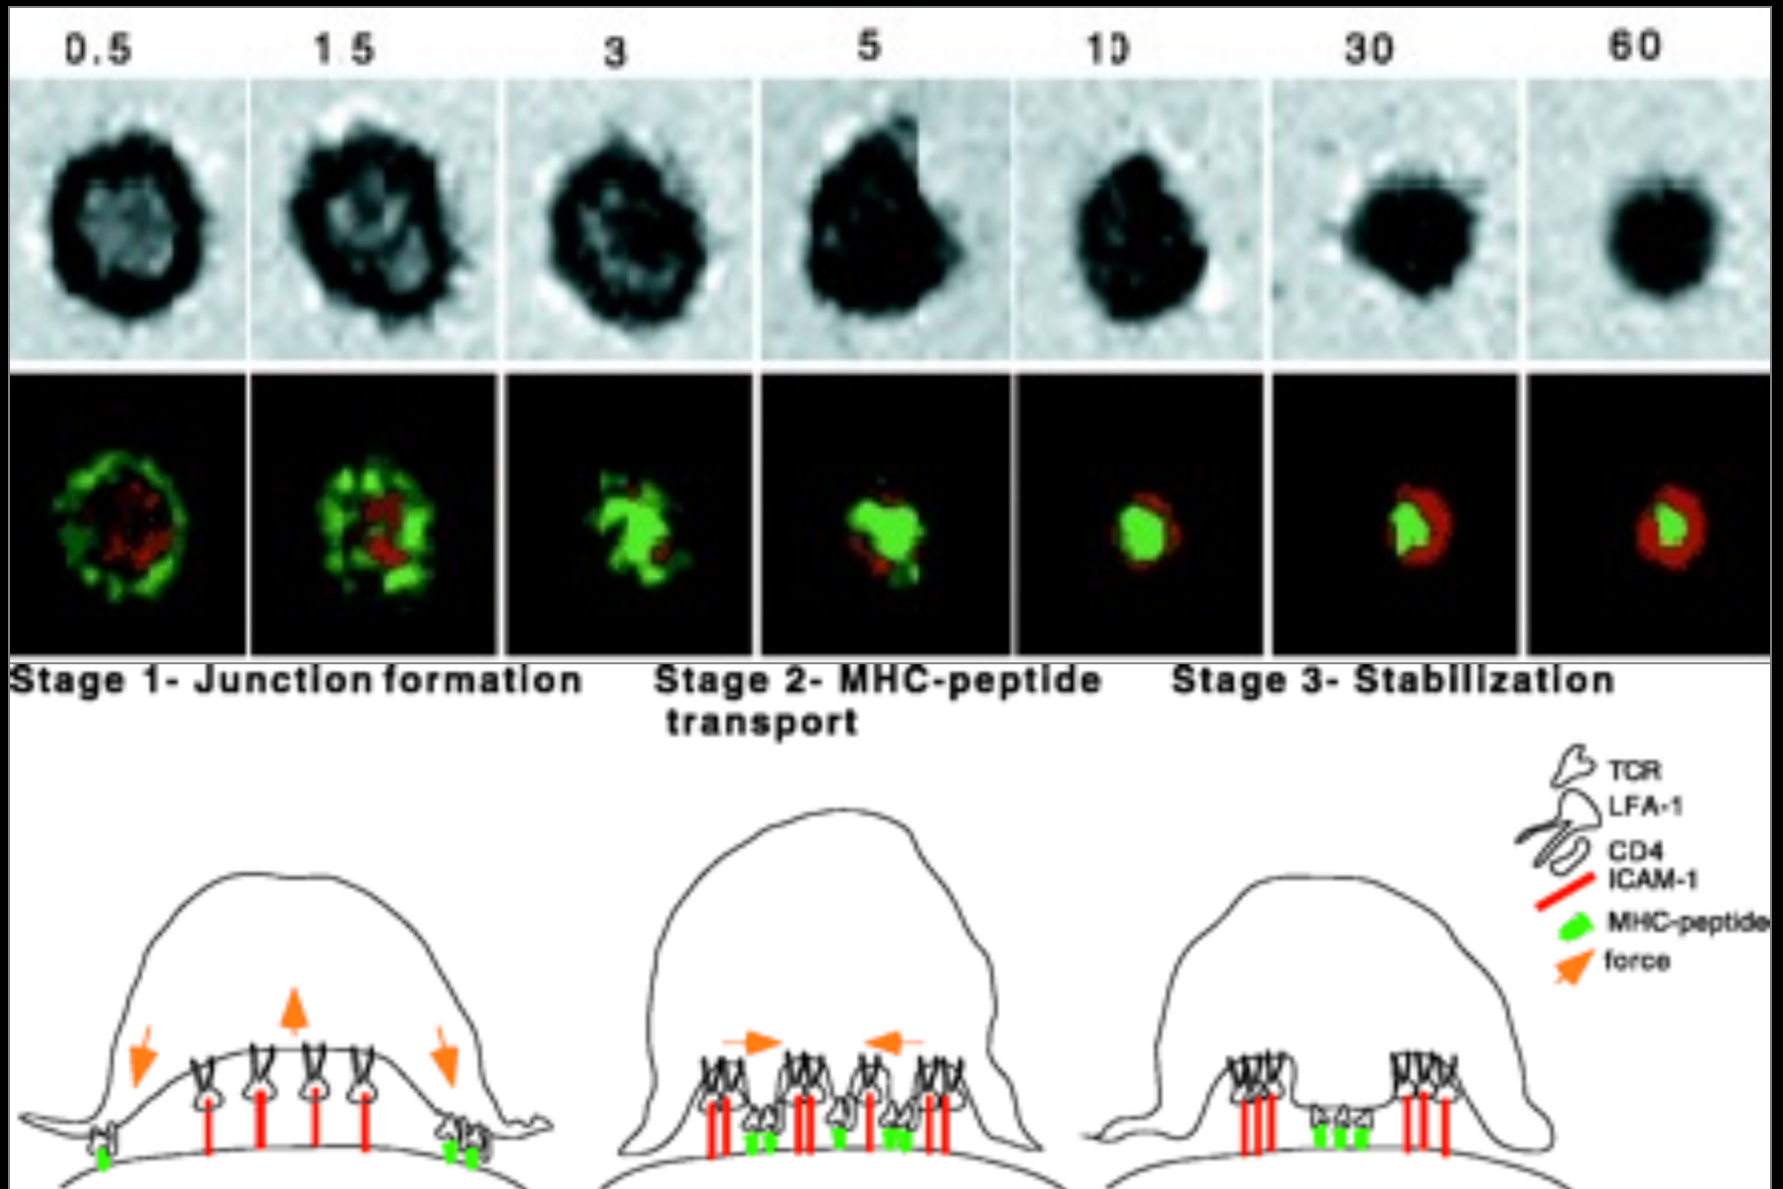 0.5 1.5 3 5 10 30 60
Stage 1- Junction formation
Stage 2- MHC-peptide
transport
Stage 3- Stabilization
TCR
LFA-1
CD4
ICAM-1
MHC-peptide
force